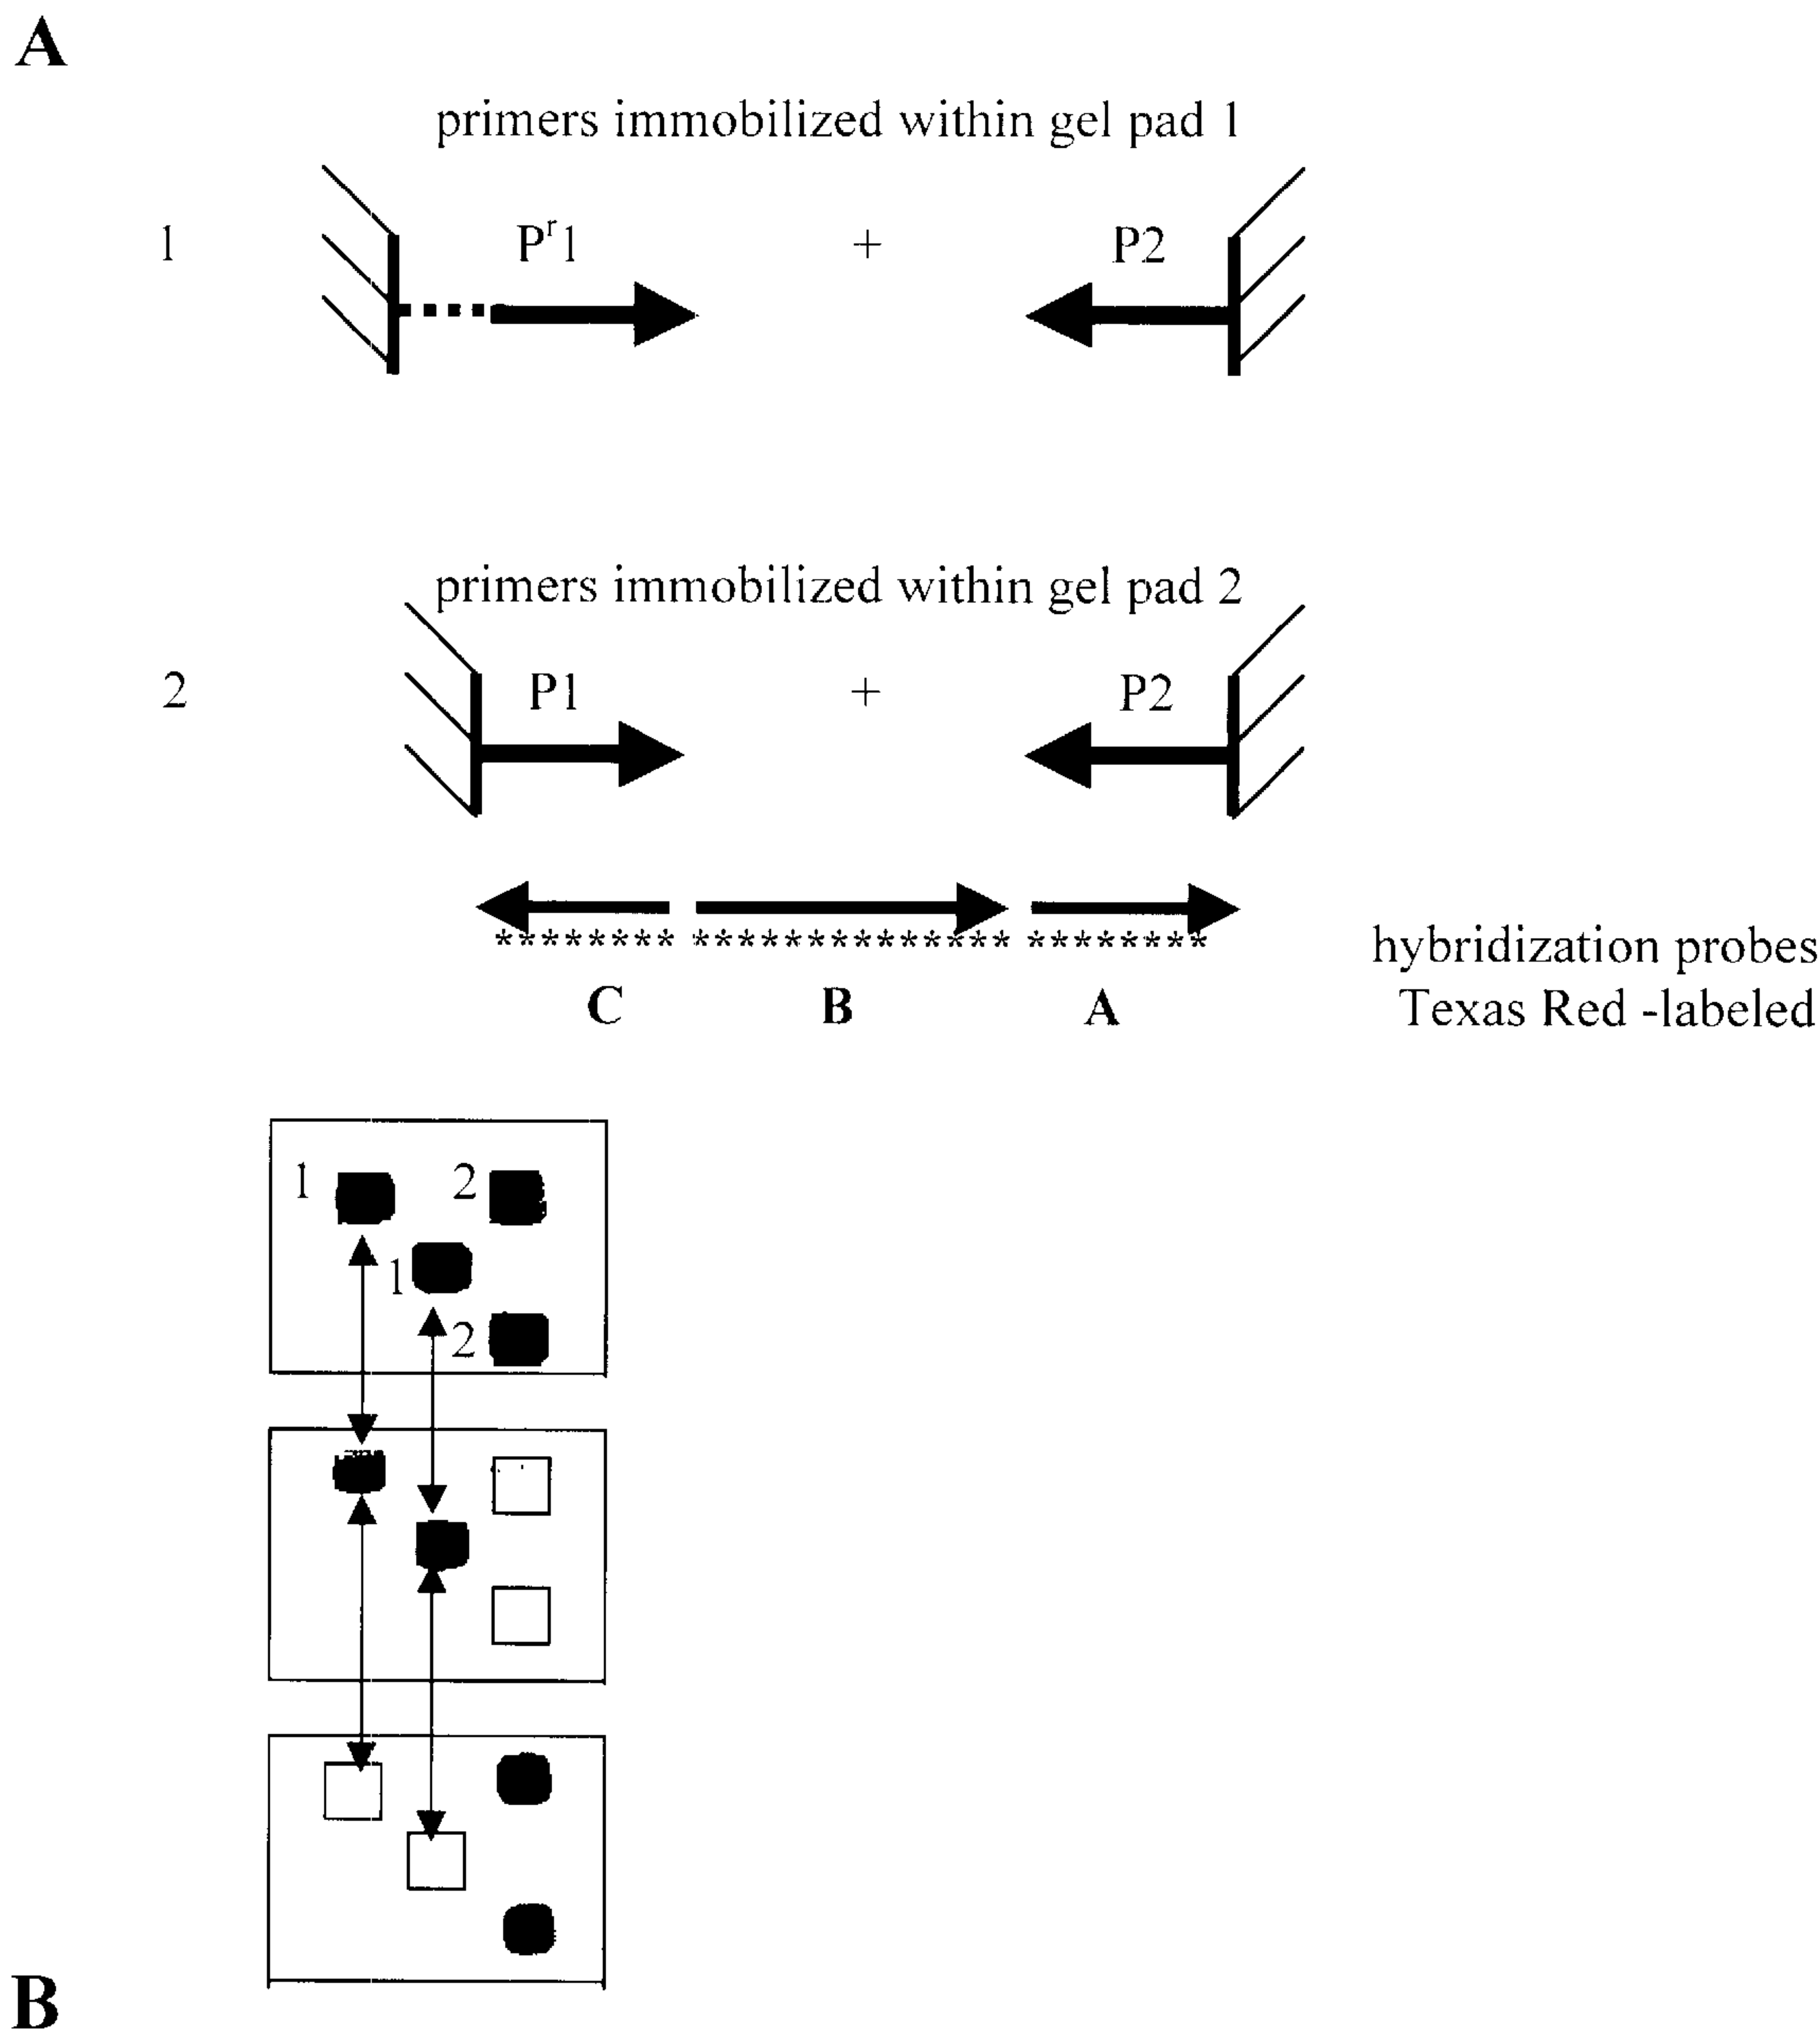 A
primers immobilized within gel pad 1
1 Pʳ1 + P2
primers immobilized within gel pad 2
2 P1 + P2
******** ************** ********
hybridization probes
C B A Texas Red -labeled
1 2
1
2
B